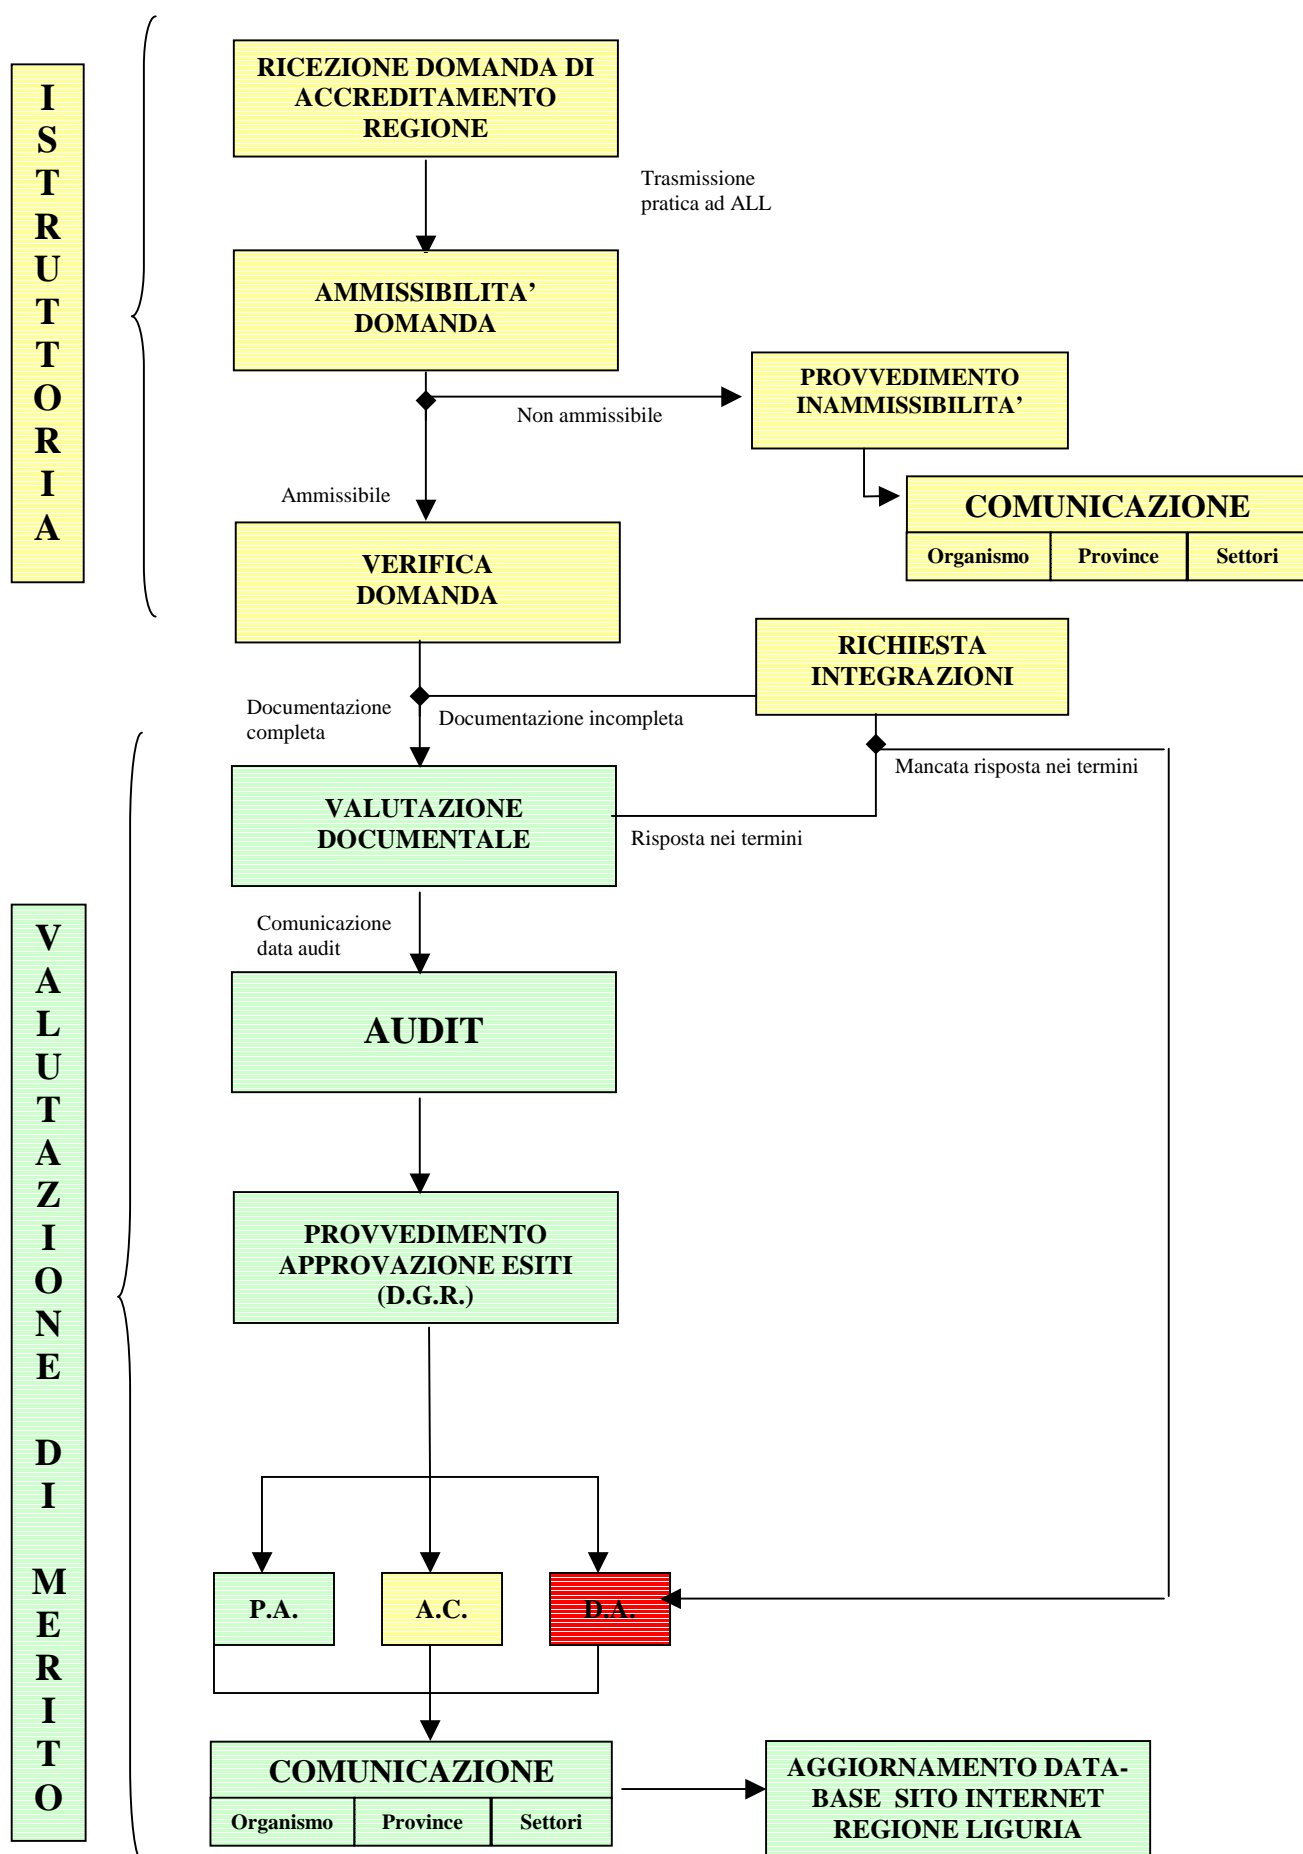 ISTRUTTORIA
RICEZIONE DOMANDA DI
ACCREDITAMENTO
REGIONE
Trasmissione
pratica ad ALL
AMMISSIBILITA’
DOMANDA
Non ammissibile
PROVVEDIMENTO
INAMMISSIBILITA’
Ammissibile
COMUNICAZIONE
Organismo Province Settori
VERIFICA
DOMANDA
RICHIESTA
INTEGRAZIONI
Documentazione
completa
Documentazione incompleta
Mancata risposta nei termini
VALUTAZIONE
DOCUMENTALE
Risposta nei termini
VALUTAZIONE DI MERITO
Comunicazione
data audit
AUDIT
PROVVEDIMENTO
APPROVAZIONE ESITI
(D.G.R.)
P.A. A.C. D.A.
COMUNICAZIONE
Organismo Province Settori
AGGIORNAMENTO DATA-
BASE SITO INTERNET
REGIONE LIGURIA